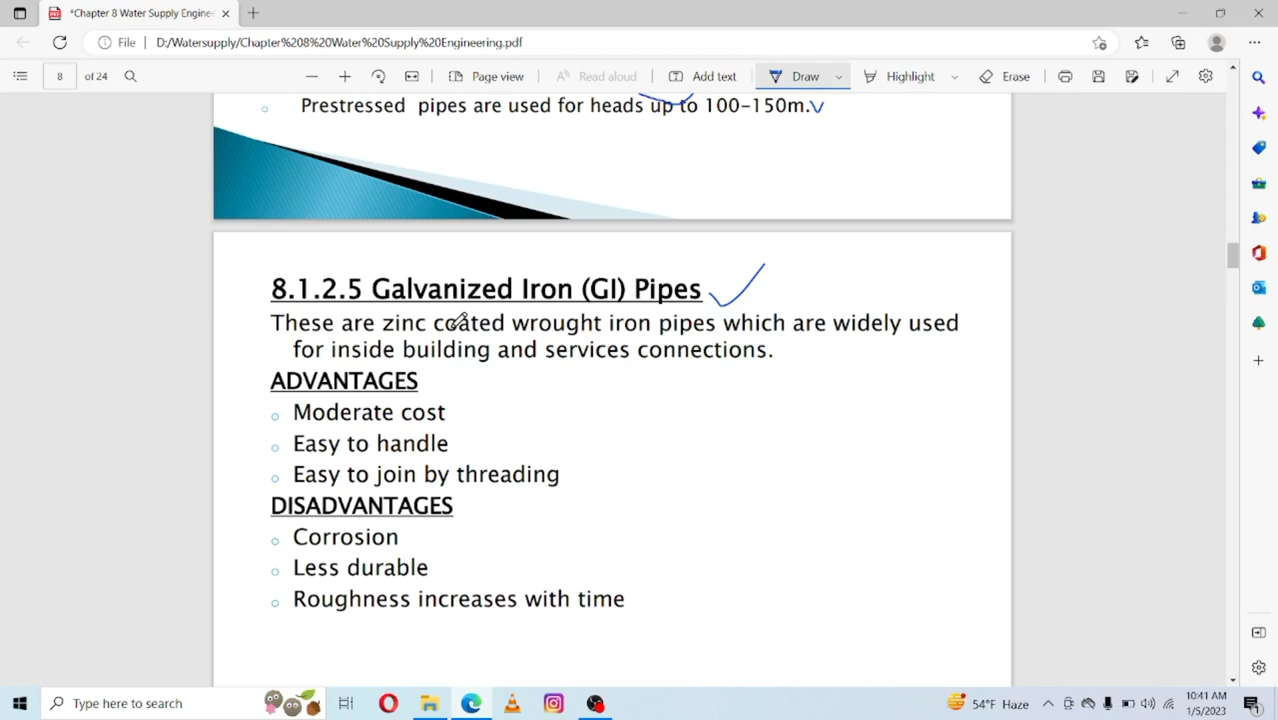 *Chapter 8 Water Supply Engine
File
D:/Watersupply/Chapter%208%20Water%20Supply%20Engineering.pdf
8 of 24
Page view
Read aloud
Add text
Draw
Highlight
Erase
Prestressed pipes are used for heads up to 100-150m.
8.1.2.5 Galvanized Iron (GI) Pipes
These are zinc coated wrought iron pipes which are widely used
for inside building and services connections.
ADVANTAGES
Moderate cost
Easy to handle
Easy to join by threading
DISADVANTAGES
Corrosion
Less durable
Roughness increases with time
Type here to search
54°F Haze
10:41 AM
1/5/2023